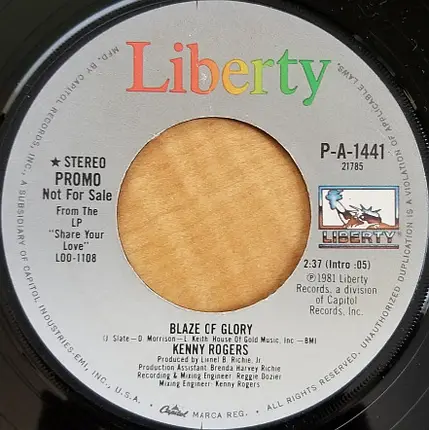 Liberty
MFD. BY CAPITOL RECORDS, INC., A SUBSIDIARY OF CAPITOL INDUSTRIES-EMI, INC., U.S.A. • Capitol MARCA REG. • ALL RIGHTS RESERVED. UNAUTHORIZED DUPLICATION IS A VIOLATION OF APPLICABLE LAWS.
★ STEREO
PROMO
Not For Sale
From The
LP
"Share Your
Love"
LOO-1108
P-A-1441
21785
LIBERTY
2:37 (Intro :05)
Ⓟ1981 Liberty
Records, a division
of Capitol
Records, Inc.
BLAZE OF GLORY
(J. Slate—D. Morrison—L. Keith House Of Gold Music, Inc.—BMI)
KENNY ROGERS
Produced by Lionel B. Richie, Jr.
Production Assistant: Brenda Harvey Richie
Recording & Mixing Engineer: Reggie Dozier
Mixing Engineer: Kenny Rogers